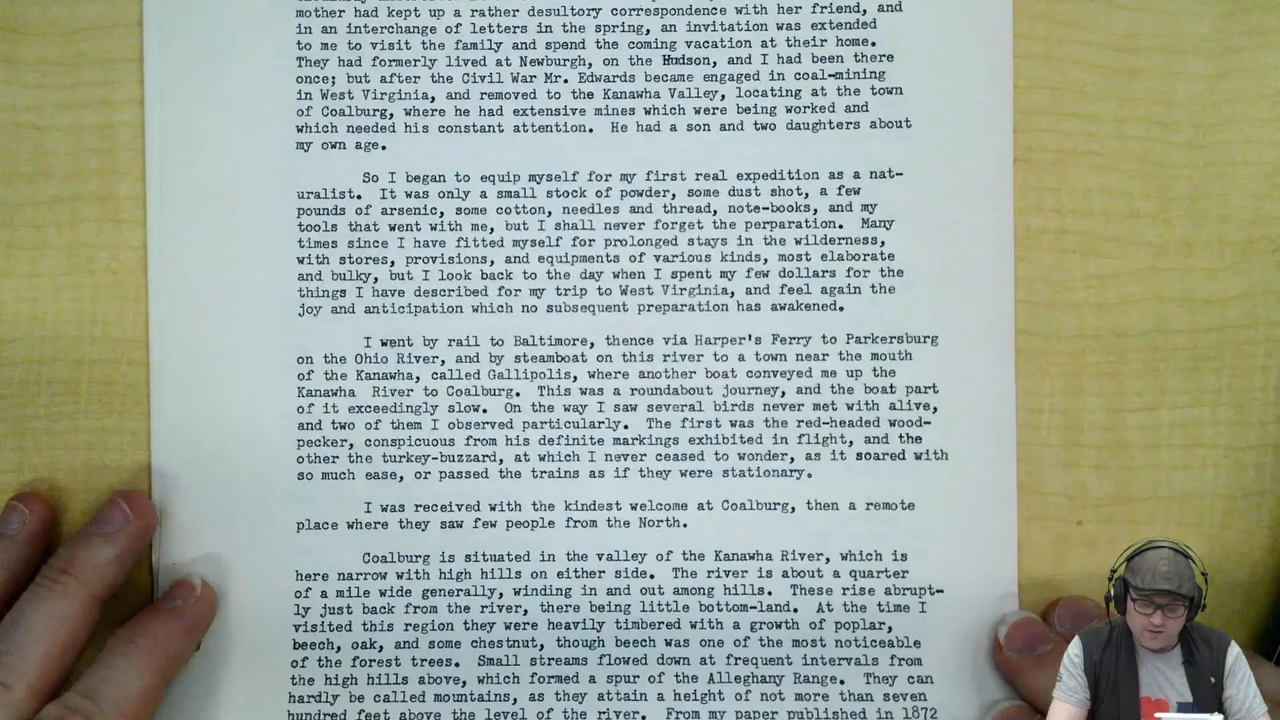 mother had kept up a rather desultory correspondence with her friend, and
in an interchange of letters in the spring, an invitation was extended
to me to visit the family and spend the coming vacation at their home.
They had formerly lived at Newburgh, on the Hudson, and I had been there
once; but after the Civil War Mr. Edwards became engaged in coal-mining
in West Virginia, and removed to the Kanawha Valley, locating at the town
of Coalburg, where he had extensive mines which were being worked and
which needed his constant attention. He had a son and two daughters about
my own age.
So I began to equip myself for my first real expedition as a nat-
uralist. It was only a small stock of powder, some dust shot, a few
pounds of arsenic, some cotton, needles and thread, note-books, and my
tools that went with me, but I shall never forget the perparation. Many
times since I have fitted myself for prolonged stays in the wilderness,
with stores, provisions, and equipments of various kinds, most elaborate
and bulky, but I look back to the day when I spent my few dollars for the
things I have described for my trip to West Virginia, and feel again the
joy and anticipation which no subsequent preparation has awakened.
I went by rail to Baltimore, thence via Harper's Ferry to Parkersburg
on the Ohio River, and by steamboat on this river to a town near the mouth
of the Kanawha, called Gallipolis, where another boat conveyed me up the
Kanawha River to Coalburg. This was a roundabout journey, and the boat part
of it exceedingly slow. On the way I saw several birds never met with alive,
and two of them I observed particularly. The first was the red-headed wood-
pecker, conspicuous from his definite markings exhibited in flight, and the
other the turkey-buzzard, at which I never ceased to wonder, as it soared with
so much ease, or passed the trains as if they were stationary.
I was received with the kindest welcome at Coalburg, then a remote
place where they saw few people from the North.
Coalburg is situated in the valley of the Kanawha River, which is
here narrow with high hills on either side. The river is about a quarter
of a mile wide generally, winding in and out among hills. These rise abrupt-
ly just back from the river, there being little bottom-land. At the time I
visited this region they were heavily timbered with a growth of poplar,
beech, oak, and some chestnut, though beech was one of the most noticeable
of the forest trees. Small streams flowed down at frequent intervals from
the high hills above, which formed a spur of the Alleghany Range. They can
hardly be called mountains, as they attain a height of not more than seven
hundred feet above the level of the river. From my paper published in 1872